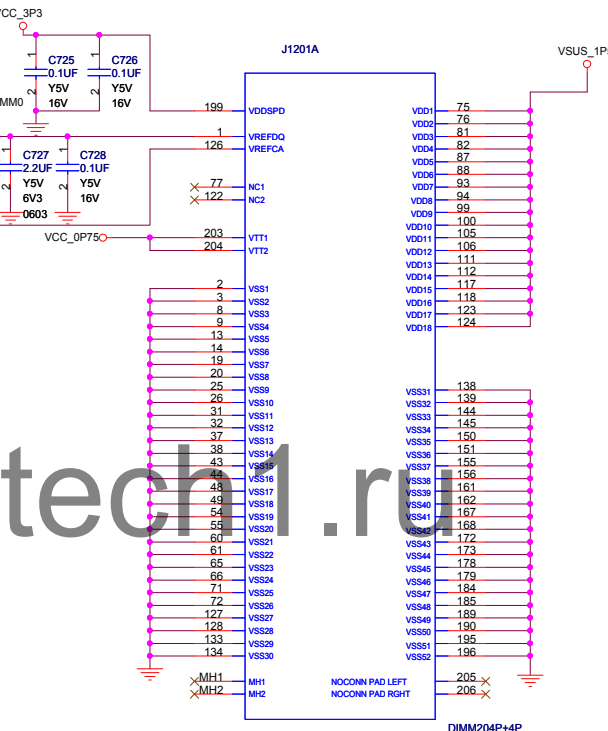 VCC_3P3
J1201A
VSUS_1P5
C725 C726
0.1UF 0.1UF
Y5V Y5V
16V 16V
1 1
2 2
MM0
199 VDDSPD
1 VREFDQ
126 VREFCA
C727 C728
2.2UF 0.1UF
Y5V Y5V
6V3 16V
0603
1 1
2 2
77 NC1
122 NC2
VCC_0P75
203 VTT1
204 VTT2
2 VSS1
3 VSS2
8 VSS3
9 VSS4
13 VSS5
14 VSS6
19 VSS7
20 VSS8
25 VSS9
26 VSS10
31 VSS11
32 VSS12
37 VSS13
38 VSS14
43 VSS15
44 VSS16
48 VSS17
49 VSS18
54 VSS19
55 VSS20
60 VSS21
61 VSS22
65 VSS23
66 VSS24
71 VSS25
72 VSS26
127 VSS27
128 VSS28
133 VSS29
134 VSS30
MH1 MH1
MH2 MH2
VDD1 75
VDD2 76
VDD3 81
VDD4 82
VDD5 87
VDD6 88
VDD7 93
VDD8 94
VDD9 99
VDD10 100
VDD11 105
VDD12 106
VDD13 111
VDD14 112
VDD15 117
VDD16 118
VDD17 123
VDD18 124
VSS31 138
VSS32 139
VSS33 144
VSS34 145
VSS35 150
VSS36 151
VSS37 155
VSS38 156
VSS39 161
VSS40 162
VSS41 167
VSS42 168
VSS43 172
VSS44 173
VSS45 178
VSS46 179
VSS47 184
VSS48 185
VSS49 189
VSS50 190
VSS51 195
VSS52 196
NOCONN PAD LEFT 205
NOCONN PAD RGHT 206
DIMM204P+4P
tech1.ru